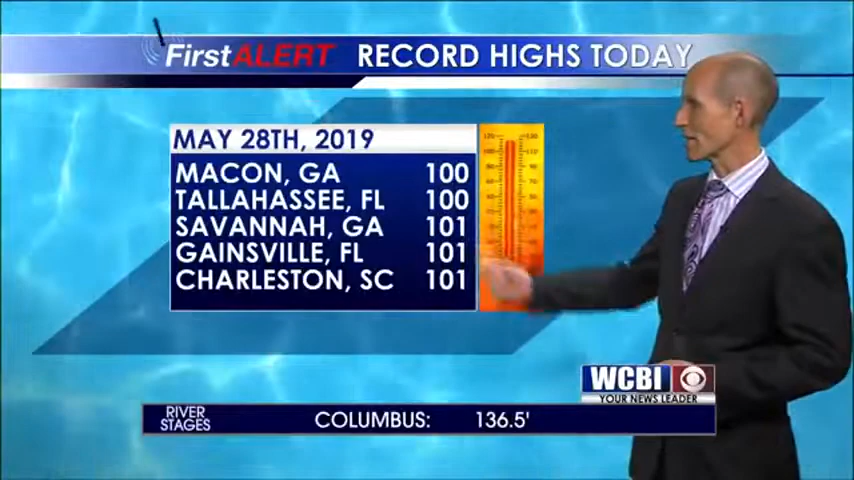 FirstALERT RECORD HIGHS TODAY
MAY 28TH, 2019
MACON, GA 100
TALLAHASSEE, FL 100
SAVANNAH, GA 101
GAINSVILLE, FL 101
CHARLESTON, SC 101
WCBI
YOUR NEWS LEADER
RIVER STAGES
COLUMBUS: 136.5'